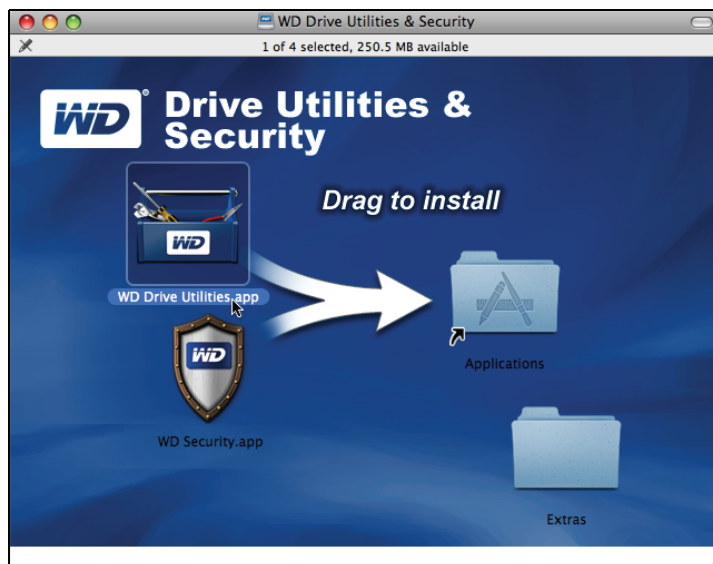 WD Drive Utilities & Security
1 of 4 selected, 250.5 MB available
WD
Drive Utilities &
Security
Drag to install
WD
WD Drive Utilities.app
Applications
WD
WD Security.app
Extras